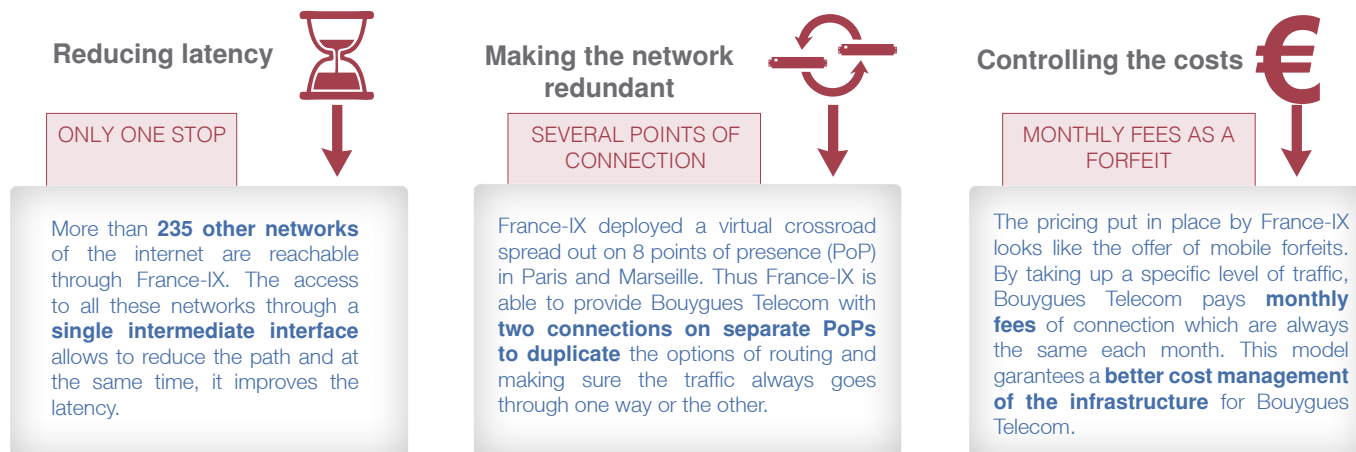 Reducing latency
ONLY ONE STOP
More than 235 other networks
of the internet are reachable
through France-IX. The access
to all these networks through a
single intermediate interface
allows to reduce the path and at
the same time, it improves the
latency.
Making the network
redundant
SEVERAL POINTS OF
CONNECTION
France-IX deployed a virtual crossroad
spread out on 8 points of presence (PoP)
in Paris and Marseille. Thus France-IX is
able to provide Bouygues Telecom with
two connections on separate PoPs
to duplicate the options of routing and
making sure the traffic always goes
through one way or the other.
Controlling the costs
€
MONTHLY FEES AS A
FORFEIT
The pricing put in place by France-IX
looks like the offer of mobile forfeits.
By taking up a specific level of traffic,
Bouygues Telecom pays monthly
fees of connection which are always
the same each month. This model
garantees a better cost management
of the infrastructure for Bouygues
Telecom.